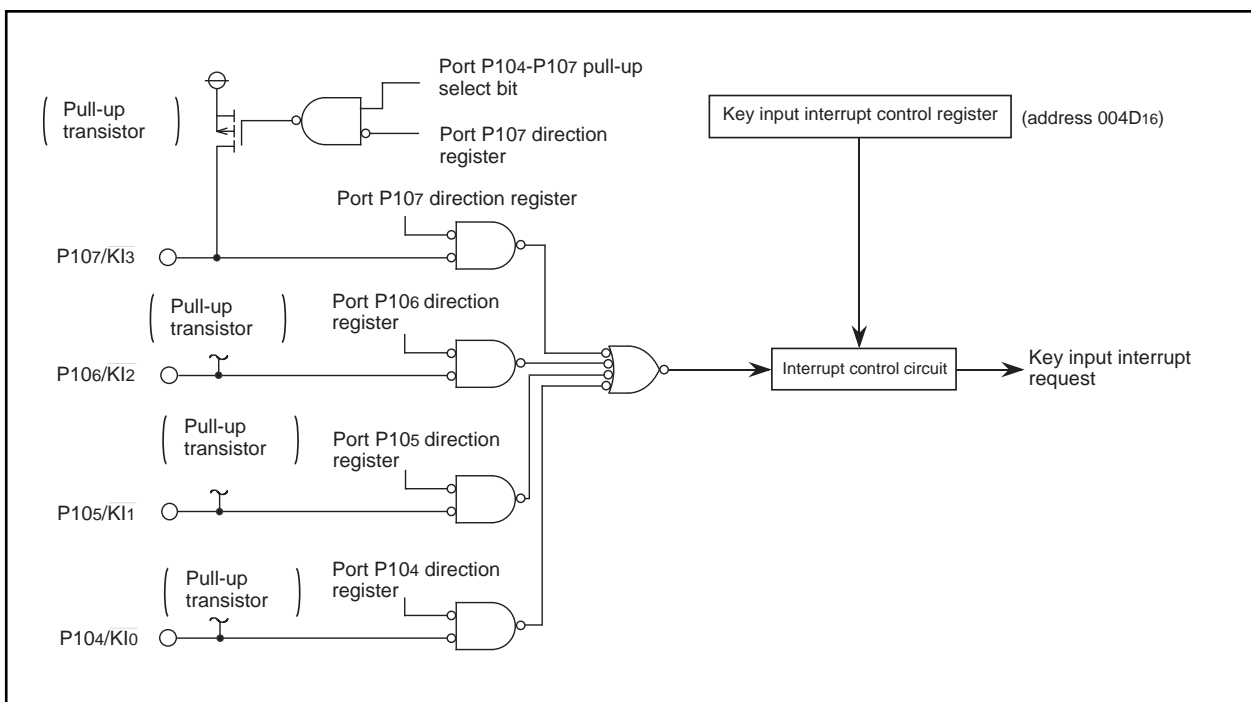 Port P104-P107 pull-up
select bit
Pull-up
transistor
Port P107 direction
register
Key input interrupt control register
(address 004D16)
Port P107 direction register
P107/KI3
Pull-up
transistor
Port P106 direction
register
P106/KI2
Interrupt control circuit
Key input interrupt
request
Pull-up
transistor
Port P105 direction
register
P105/KI1
Pull-up
transistor
Port P104 direction
register
P104/KI0